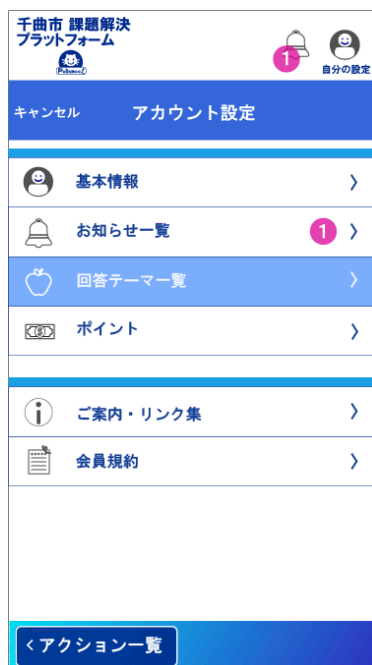 千曲市 課題解決
プラットフォーム
1
自分の設定
キャンセル
アカウント設定
基本情報
お知らせ一覧
1
回答テーマ一覧
ポイント
ご案内・リンク集
会員規約
アクション一覧